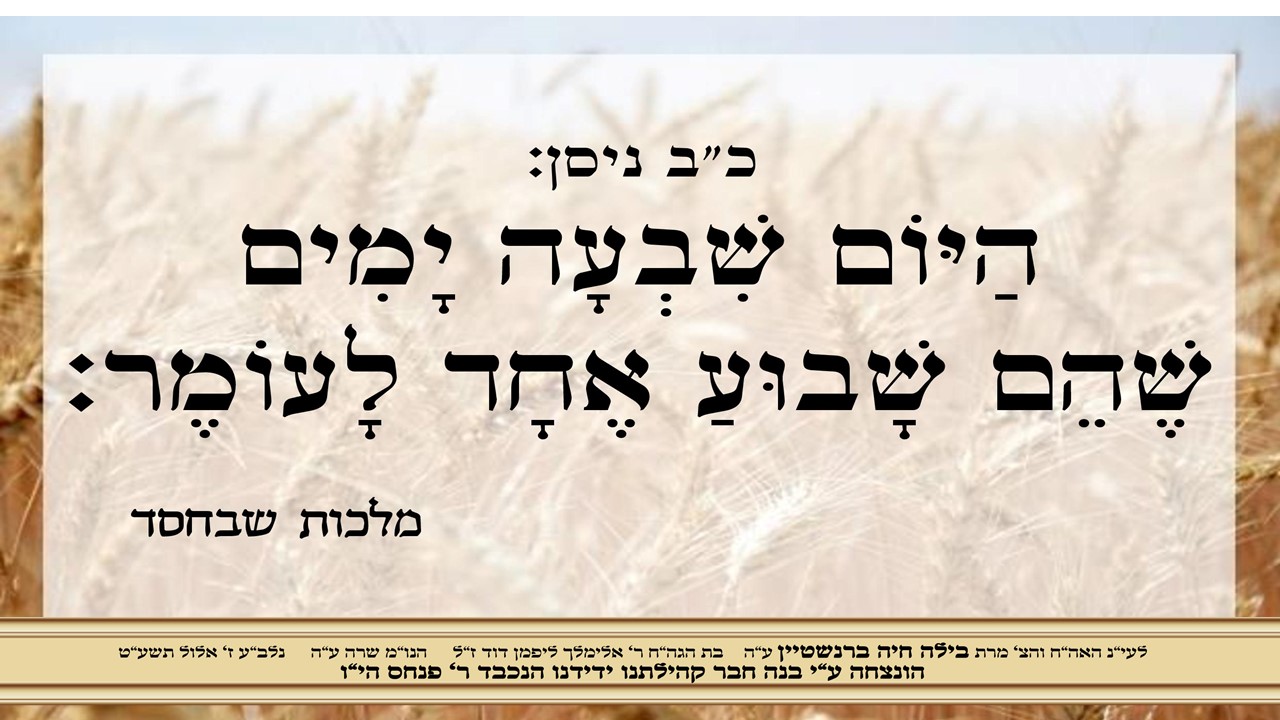 כ״ב ניסן:
הַיּוֹם שִׁבְעָה יָמִים
שֶׁהֵם שָׁבוּעַ אֶחָד לָעוֹמֶר:
מלכות שבחסד
לעי״נ האה״ח והצ׳ מרת בילה חיה ברנשטיין ע״ה בת הגה״ח ר׳ אלימלך ליפמן דוד ז״ל הנו״מ שרה ע״ה נלב״ע ז׳ אלול תשע״ט
הונצחה ע״י בנה חבר קהילתנו ידידנו הנכבד ר׳ פנחס הי״ו